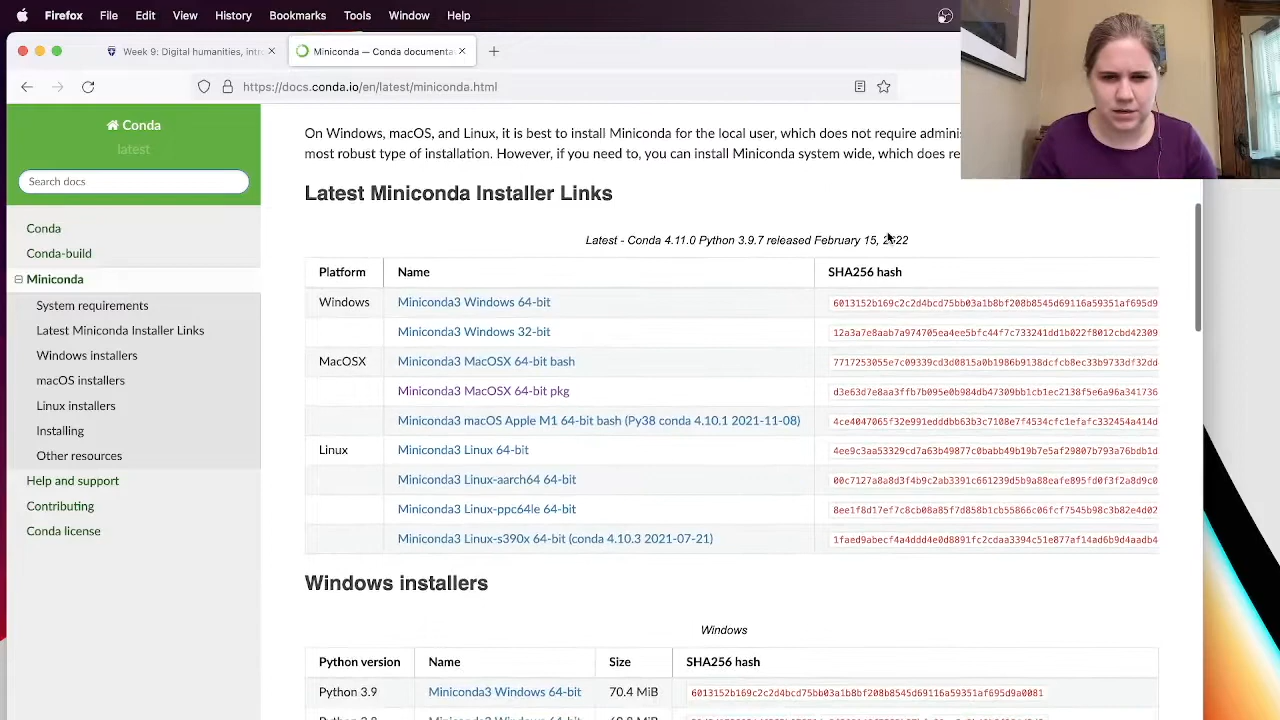 Firefox File Edit View History Bookmarks Tools Window Help
Week 9: Digital humanities, intr
Miniconda — Conda documenta
https://docs.conda.io/en/latest/miniconda.html
Conda
latest
Search docs
Conda
Conda-build
Miniconda
System requirements
Latest Miniconda Installer Links
Windows installers
macOS installers
Linux installers
Installing
Other resources
Help and support
Contributing
Conda license
On Windows, macOS, and Linux, it is best to install Miniconda for the local user, which does not require adminis
most robust type of installation. However, if you need to, you can install Miniconda system wide, which does re
Latest Miniconda Installer Links
Latest - Conda 4.11.0 Python 3.9.7 released February 15, 2022
Platform Name SHA256 hash
Windows Miniconda3 Windows 64-bit 6013152b169c2c2d4bcd75bb03a1b8bf208b8545d69116a59351af695d9
Miniconda3 Windows 32-bit 12a3a7e8aab7a974705ea4ee5bfc44f7c733241dd1b022f8012cbd42309
MacOSX Miniconda3 MacOSX 64-bit bash 7717253055e7c09339cd3d0815a0b1986b9138dcfcb8ec33b9733df32dd
Miniconda3 MacOSX 64-bit pkg d3e63d7e8aa3ffb7b095e0b984db47309bb1cb1ec2138f5e6a96a341736
Miniconda3 macOS Apple M1 64-bit bash (Py38 conda 4.10.1 2021-11-08) 4ce4047065f32e991edddbb63b3c7108e7f4534cfc1efafc332454a414d
Linux Miniconda3 Linux 64-bit 4ee9c3aa53329cd7a63b49877c0babb49b19b7e5af29807b793a76bdb1d
Miniconda3 Linux-aarch64 64-bit 00c7127a8a8d3f4b9c2ab3391c661239d5b9a88eafe895fd0f3f2a8d9c0
Miniconda3 Linux-ppc64le 64-bit 8ee1f8d17ef7c8cb08a85f7d858b1cb55866c06fcf7545b98c3b82e4d02
Miniconda3 Linux-s390x 64-bit (conda 4.10.3 2021-07-21) 1faed9abecf4a4ddd4e0d8891fc2cdaa3394c51e877af14ad6b9d4aadb4
Windows installers
Windows
Python version Name Size SHA256 hash
Python 3.9 Miniconda3 Windows 64-bit 70.4 MiB 6013152b169c2c2d4bcd75bb03a1b8bf208b8545d69116a59351af695d9a0081